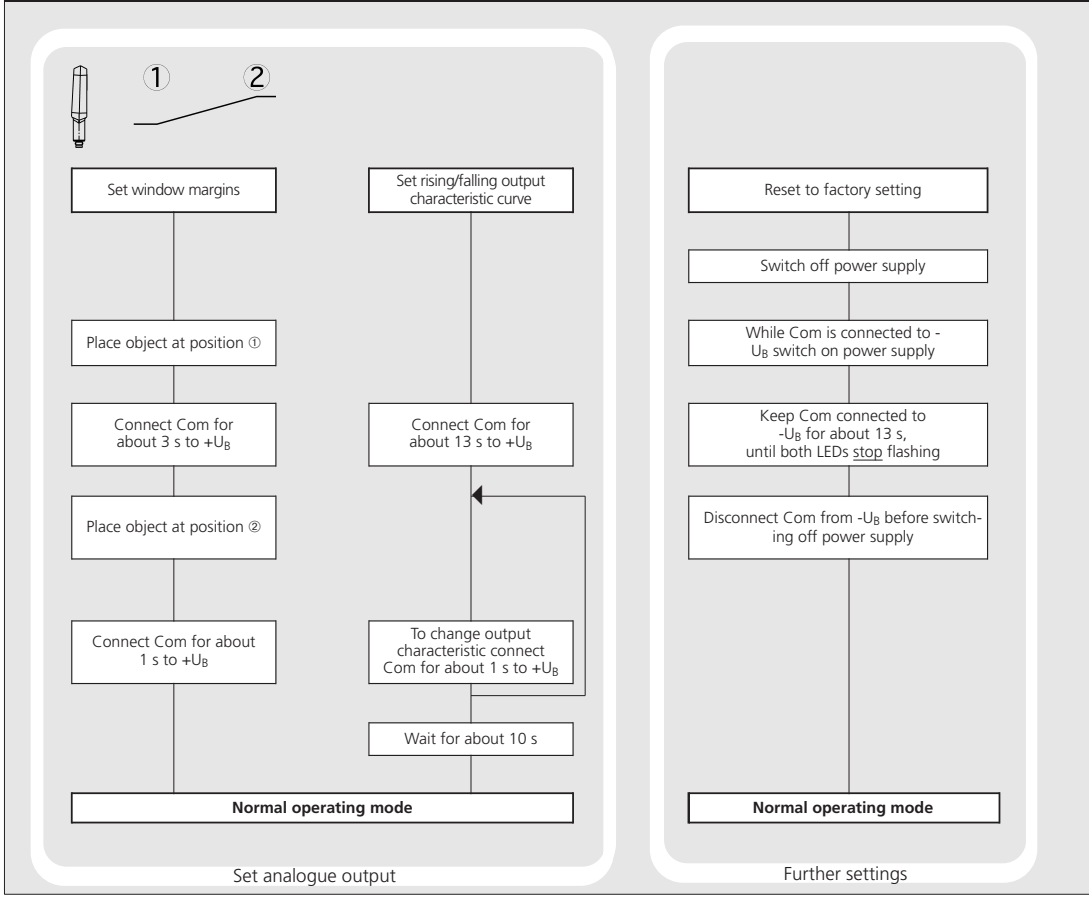 ① ②
Set window margins
Place object at position ①
Connect Com for
about 3 s to +UB
Place object at position ②
Connect Com for about
1 s to +UB
Set rising/falling output
characteristic curve
Connect Com for
about 13 s to +UB
To change output
characteristic connect
Com for about 1 s to +UB
Wait for about 10 s
Normal operating mode
Set analogue output
Reset to factory setting
Switch off power supply
While Com is connected to -
UB switch on power supply
Keep Com connected to
-UB for about 13 s,
until both LEDs stop flashing
Disconnect Com from -UB before switch-
ing off power supply
Normal operating mode
Further settings